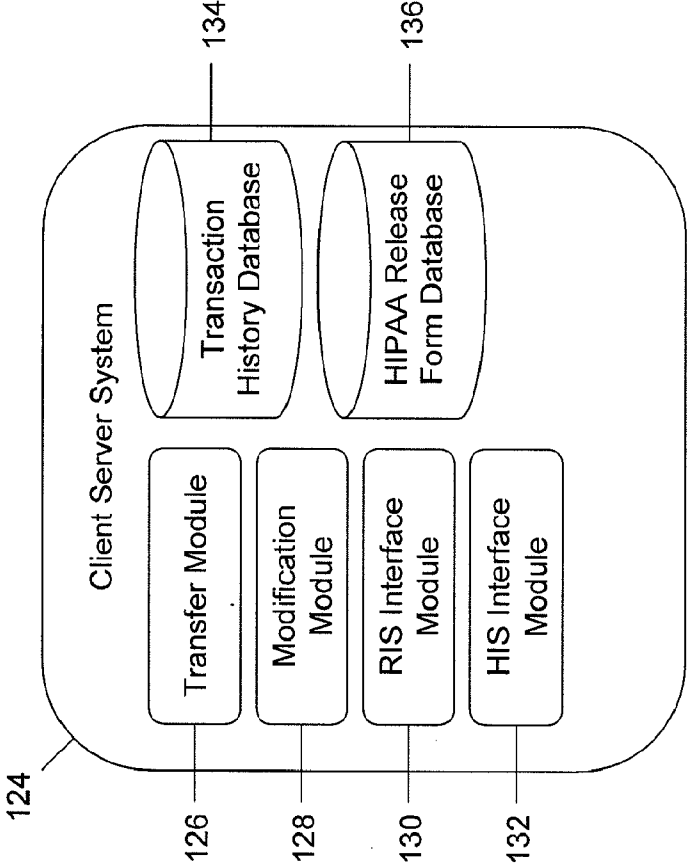 124
Client Server System
126
Transfer Module
128
Modification
Module
130
RIS Interface
Module
132
HIS Interface
Module
Transaction
History Database
134
HIPAA Release
Form Database
136